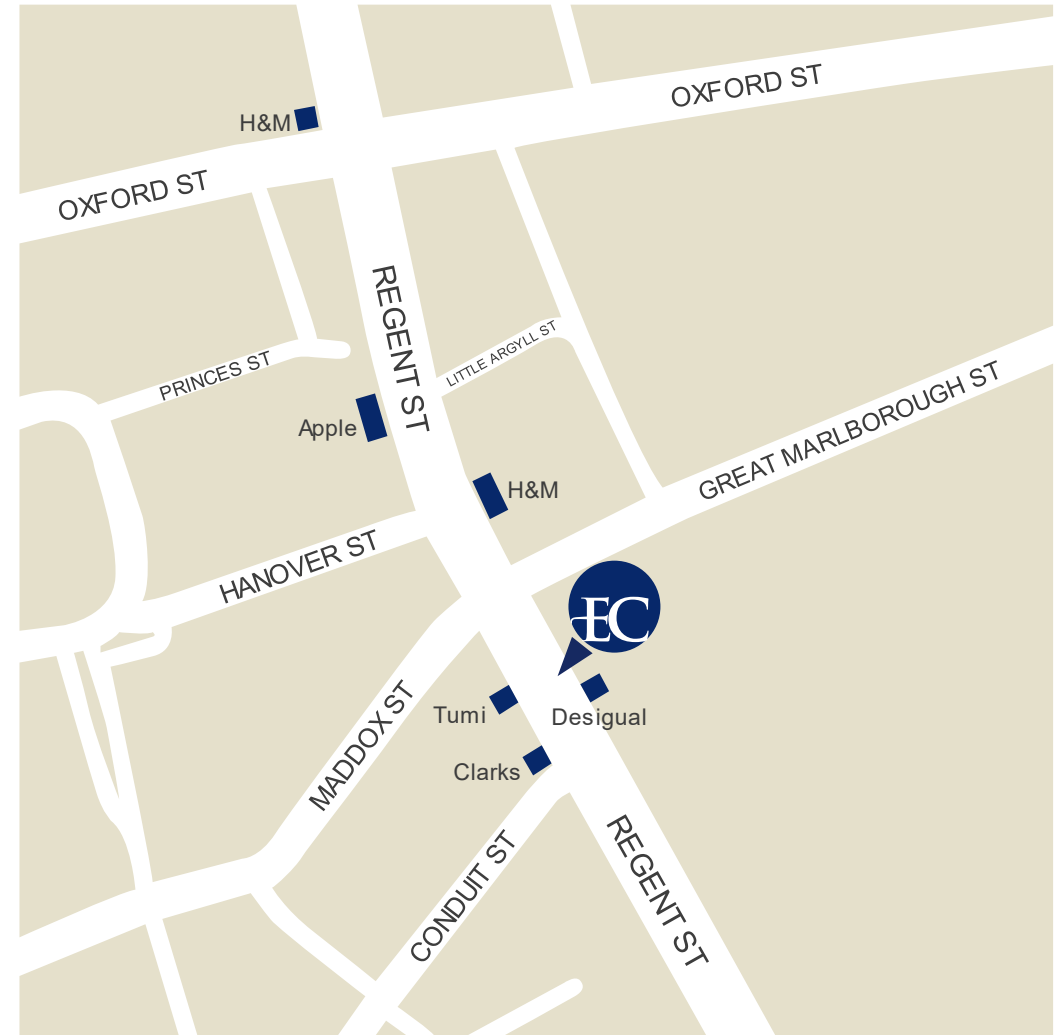 OXFORD ST
H&M
OXFORD ST
REGENT ST
LITTLE ARGYLL ST
PRINCES ST
GREAT MARLBOROUGH ST
Apple
H&M
HANOVER ST
EC
Tumi
Desigual
MADDOX ST
Clarks
CONDUIT ST
REGENT ST